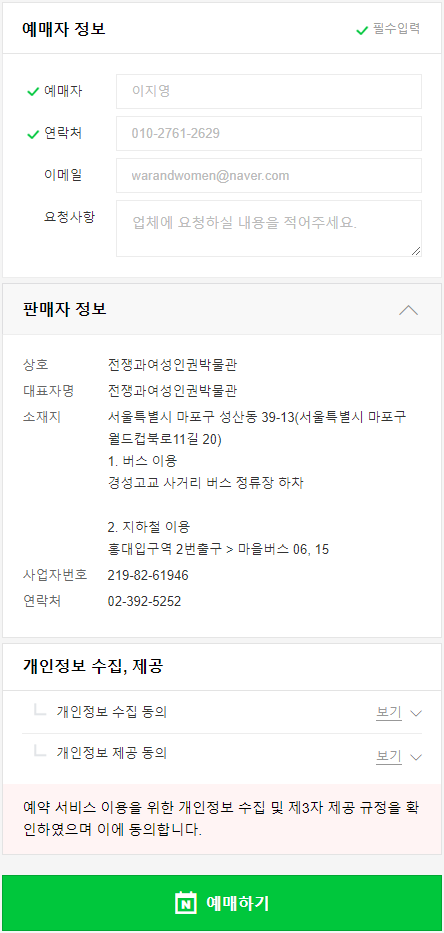 예매자 정보
필수입력
예매자 이지영
연락처 010-2761-2629
이메일 warandwomen@naver.com
요청사항 업체에 요청하실 내용을 적어주세요.
판매자 정보
상호 전쟁과여성인권박물관
대표자명 전쟁과여성인권박물관
소재지 서울특별시 마포구 성산동 39-13(서울특별시 마포구
월드컵북로11길 20)
1. 버스 이용
경성고교 사거리 버스 정류장 하차
2. 지하철 이용
홍대입구역 2번출구 > 마을버스 06, 15
사업자번호 219-82-61946
연락처 02-392-5252
개인정보 수집, 제공
개인정보 수집 동의 보기
개인정보 제공 동의 보기
예약 서비스 이용을 위한 개인정보 수집 및 제3자 제공 규정을 확
인하였으며 이에 동의합니다.
N 예매하기